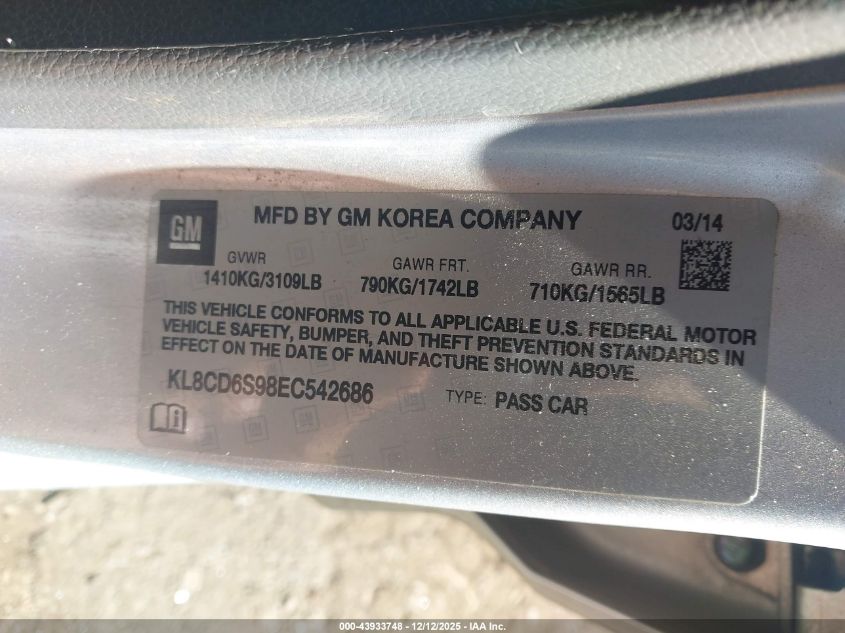 GM
MFD BY GM KOREA COMPANY
03/14
GVWR
1410KG/3109LB
GAWR FRT.
790KG/1742LB
GAWR RR.
710KG/1565LB
THIS VEHICLE CONFORMS TO ALL APPLICABLE U.S. FEDERAL MOTOR
VEHICLE SAFETY, BUMPER, AND THEFT PREVENTION STANDARDS IN
EFFECT ON THE DATE OF MANUFACTURE SHOWN ABOVE.
KL8CD6S98EC542686
TYPE: PASS CAR
000-43933748 - 12/12/2025 - IAA Inc.